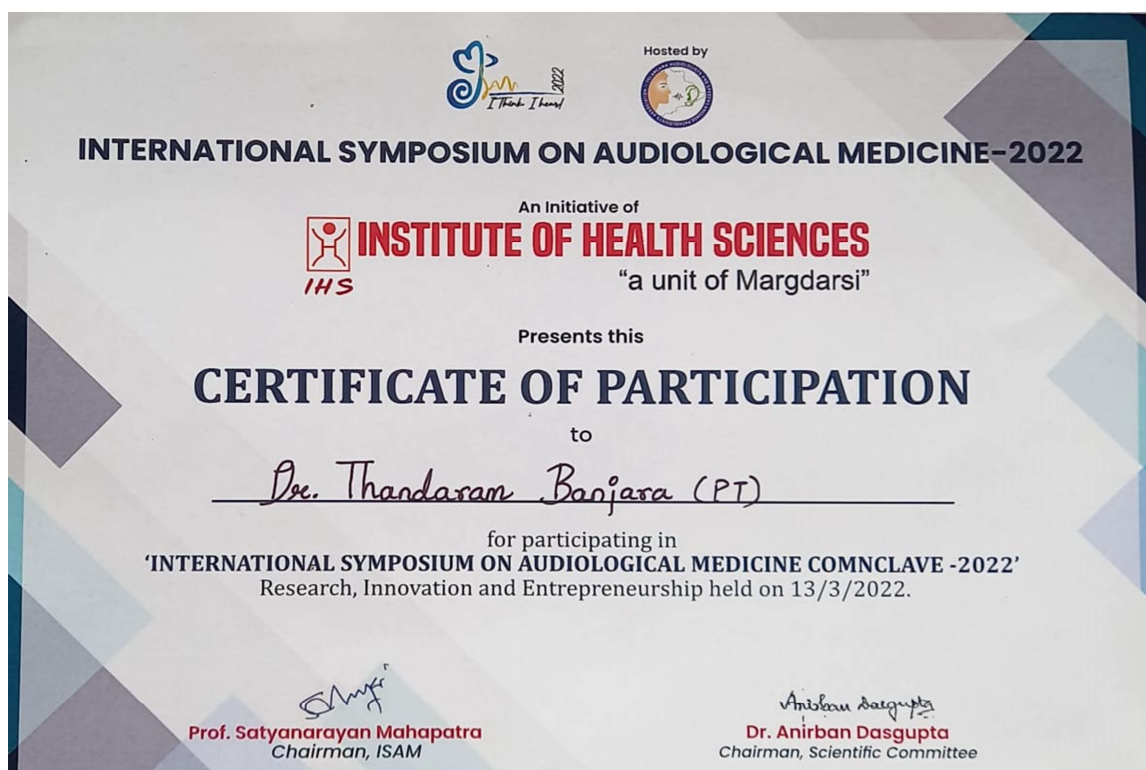 2022
I Think I hear!
Hosted by
INTERNATIONAL SYMPOSIUM ON AUDIOLOGICAL MEDICINE-2022
An Initiative of
INSTITUTE OF HEALTH SCIENCES
IHS
“a unit of Margdarsi”
Presents this
CERTIFICATE OF PARTICIPATION
to
Dr. Thandaram Banjara (PT)
for participating in
‘INTERNATIONAL SYMPOSIUM ON AUDIOLOGICAL MEDICINE COMNCLAVE -2022’
Research, Innovation and Entrepreneurship held on 13/3/2022.
Anirban Dasgupta
Prof. Satyanarayan Mahapatra
Chairman, ISAM
Dr. Anirban Dasgupta
Chairman, Scientific Committee